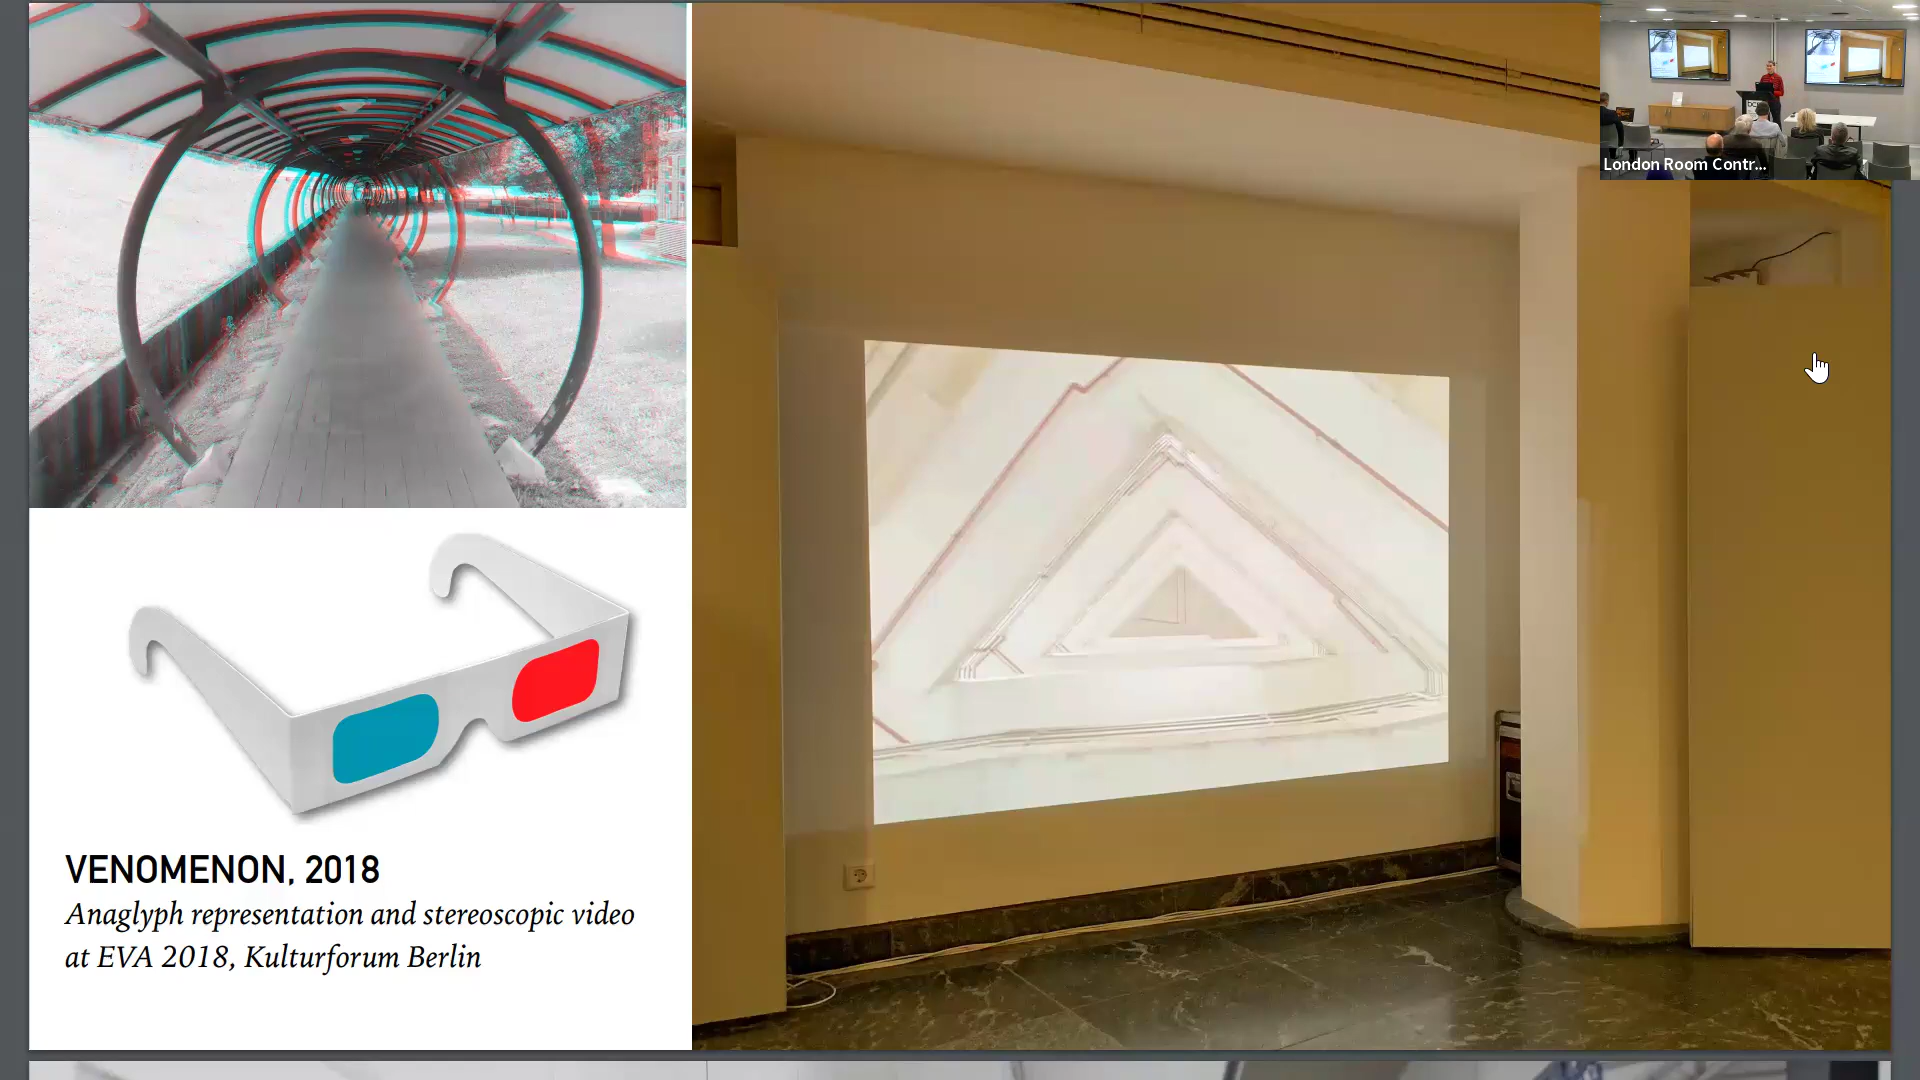 London Room Contr...
VENOMENON, 2018
Anaglyph representation and stereoscopic video
at EVA 2018, Kulturforum Berlin